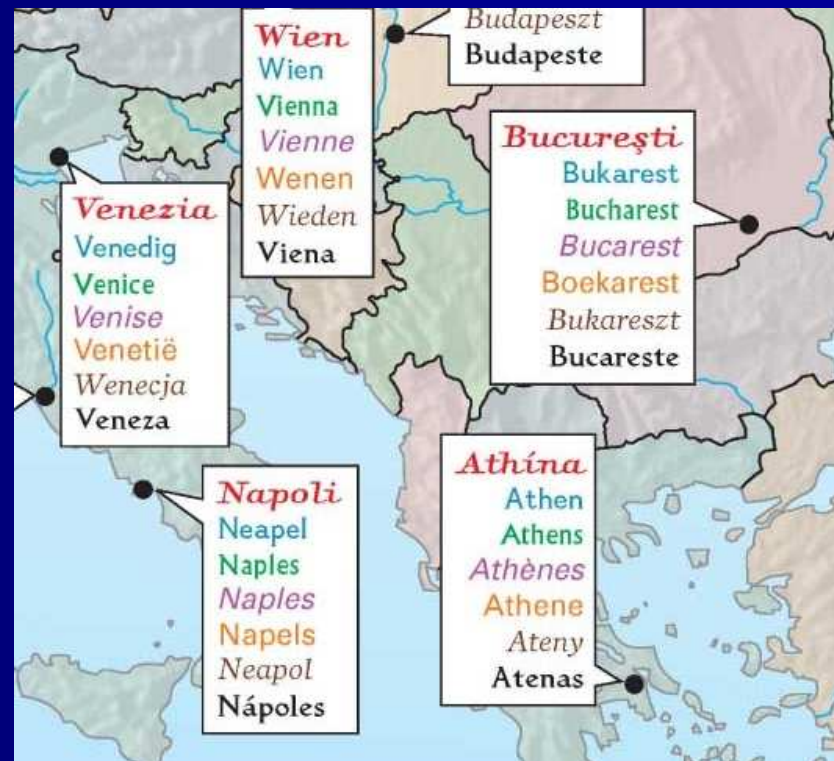 Budapeszt
Budapeste
Wien
Wien
Vienna
Vienne
Wenen
Wieden
Viena
Bucureşti
Bukarest
Bucharest
Bucarest
Boekarest
Bukareszt
Bucareste
Venezia
Venedig
Venice
Venise
Venetië
Wenecja
Veneza
Athína
Athen
Athens
Athènes
Athene
Ateny
Atenas
Napoli
Neapel
Naples
Naples
Napels
Neapol
Nápoles